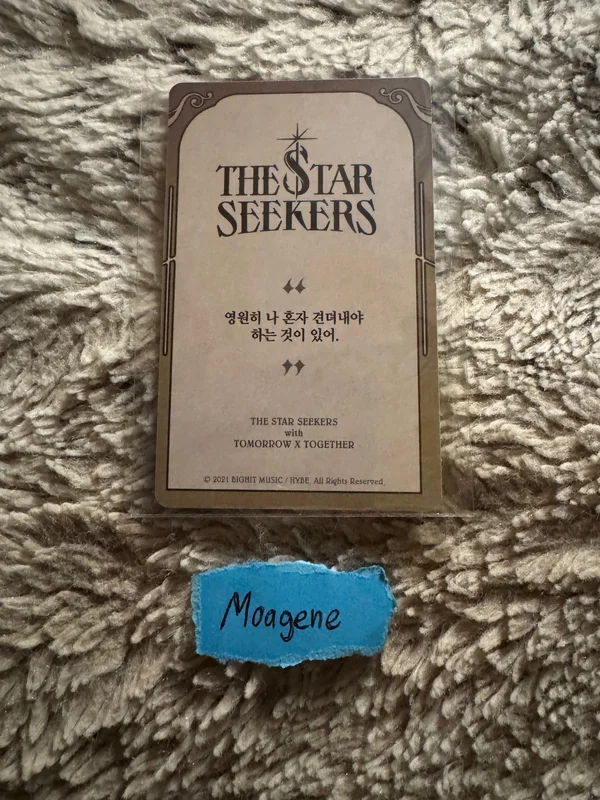 THE STAR
SEEKERS
“
영원히 나 혼자 견뎌내야
하는 것이 있어.
”
THE STAR SEEKERS
with
TOMORROW X TOGETHER
© 2021 BIGHIT MUSIC / HYBE. All Rights Reserved.
Moagene